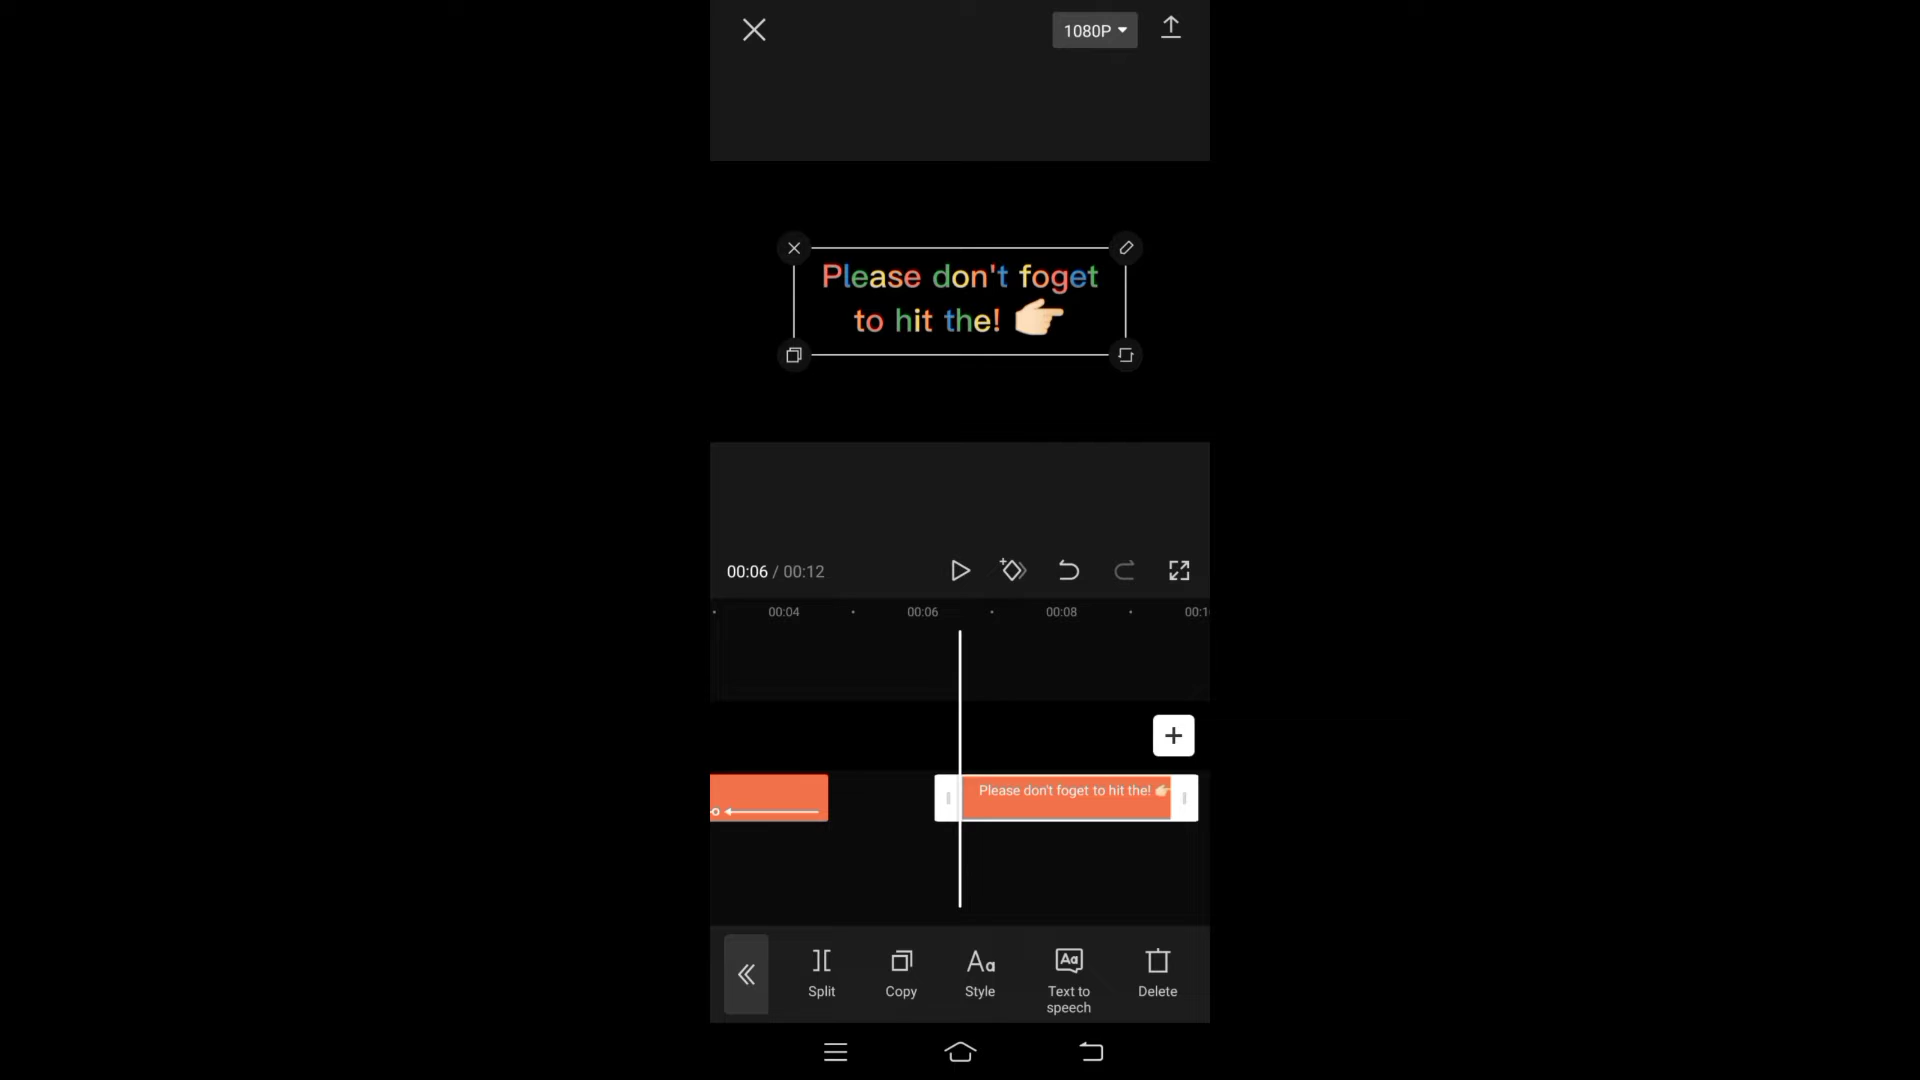 1080P
Please don't foget
to hit the! 👉🏻
00:06 / 00:12
00:04 00:06 00:08
Please don't foget to hit the! 👉🏻
Split Copy Style Text to speech Delete